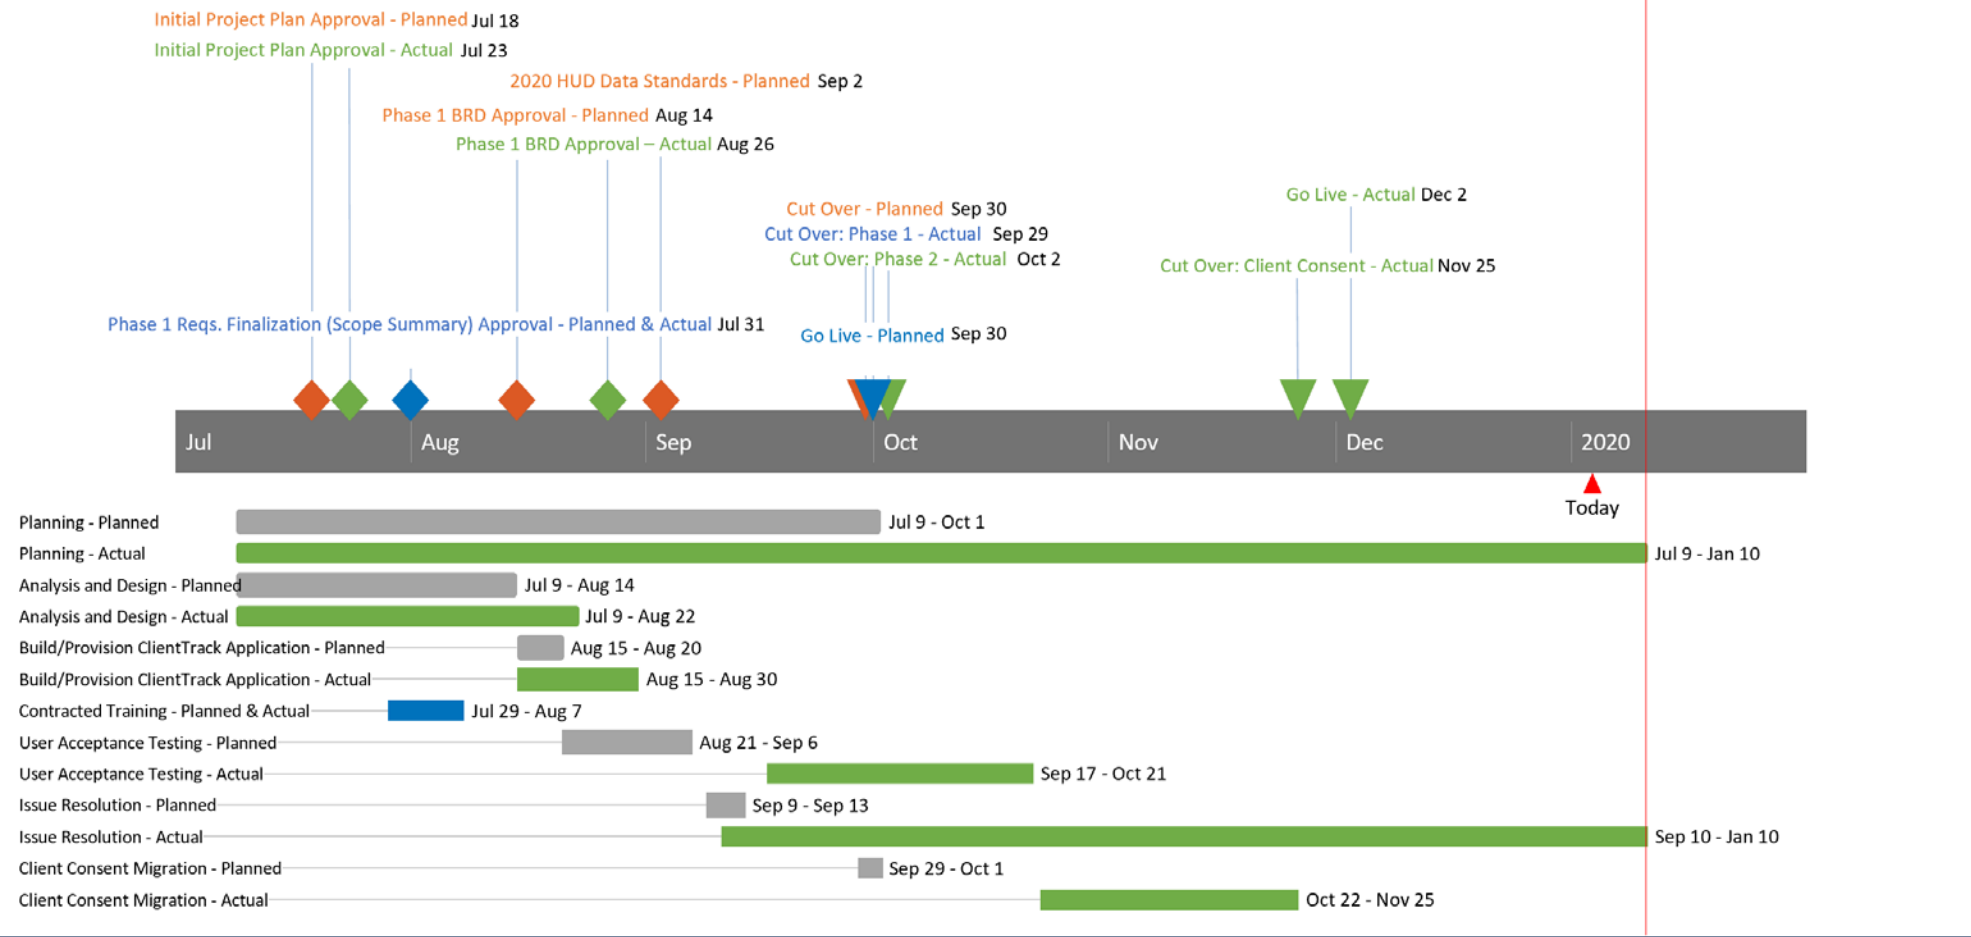 Initial Project Plan Approval - Planned Jul 18
Initial Project Plan Approval - Actual Jul 23
2020 HUD Data Standards - Planned Sep 2
Phase 1 BRD Approval - Planned Aug 14
Phase 1 BRD Approval – Actual Aug 26
Go Live - Actual Dec 2
Cut Over - Planned Sep 30
Cut Over: Phase 1 - Actual Sep 29
Cut Over: Phase 2 - Actual Oct 2
Cut Over: Client Consent - Actual Nov 25
Phase 1 Reqs. Finalization (Scope Summary) Approval - Planned & Actual Jul 31
Go Live - Planned Sep 30
Jul Aug Sep Oct Nov Dec 2020
Today
Planning - Planned Jul 9 - Oct 1
Planning - Actual Jul 9 - Jan 10
Analysis and Design - Planned Jul 9 - Aug 14
Analysis and Design - Actual Jul 9 - Aug 22
Build/Provision ClientTrack Application - Planned Aug 15 - Aug 20
Build/Provision ClientTrack Application - Actual Aug 15 - Aug 30
Contracted Training - Planned & Actual Jul 29 - Aug 7
User Acceptance Testing - Planned Aug 21 - Sep 6
User Acceptance Testing - Actual Sep 17 - Oct 21
Issue Resolution - Planned Sep 9 - Sep 13
Issue Resolution - Actual Sep 10 - Jan 10
Client Consent Migration - Planned Sep 29 - Oct 1
Client Consent Migration - Actual Oct 22 - Nov 25